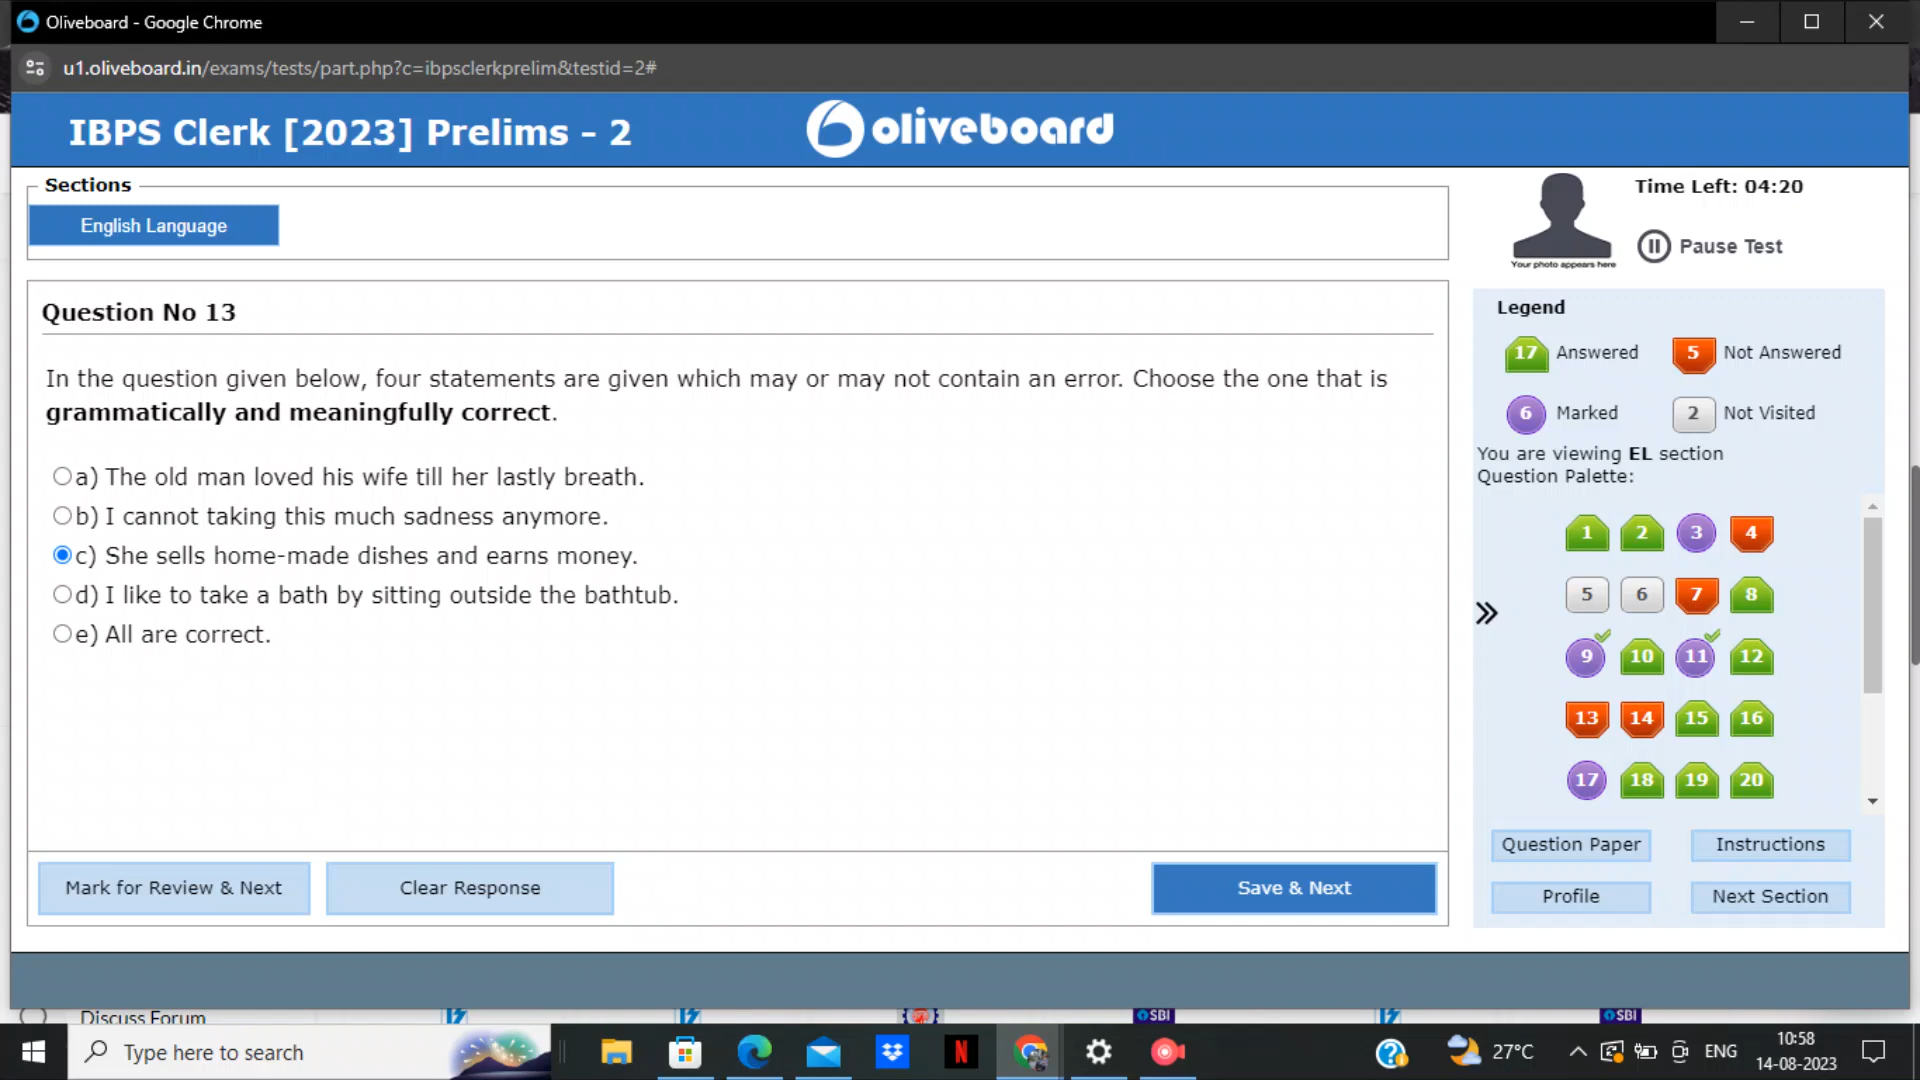 Oliveboard - Google Chrome
u1.oliveboard.in/exams/tests/part.php?c=ibpsclerkprelim&testid=2#
IBPS Clerk [2023] Prelims - 2
oliveboard
Sections
English Language
Your photo appears here
Time Left: 04:20
Pause Test
Question No 13
In the question given below, four statements are given which may or may not contain an error. Choose the one that is
grammatically and meaningfully correct.
a) The old man loved his wife till her lastly breath.
b) I cannot taking this much sadness anymore.
c) She sells home-made dishes and earns money.
d) I like to take a bath by sitting outside the bathtub.
e) All are correct.
Mark for Review & Next
Clear Response
Save & Next
Legend
17 Answered
5 Not Answered
6 Marked
2 Not Visited
You are viewing EL section
Question Palette:
1 2 3 4
5 6 7 8
9 10 11 12
13 14 15 16
17 18 19 20
Question Paper
Instructions
Profile
Next Section
Discuss Forum
SBI
SBI
Type here to search
27°C
ENG
10:58
14-08-2023